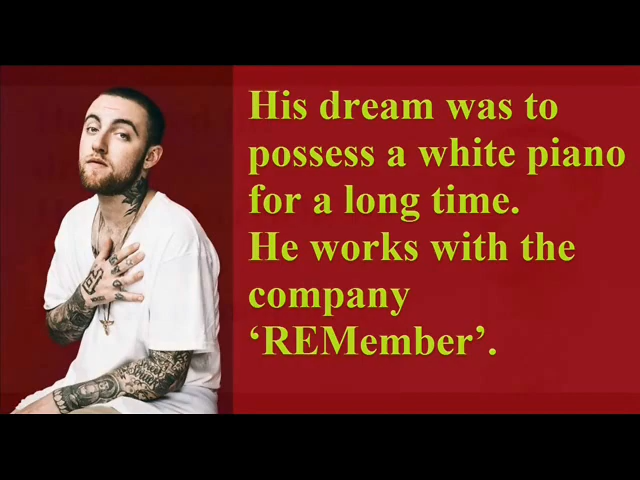 His dream was to
possess a white piano
for a long time.
He works with the
company
‘REMember’.